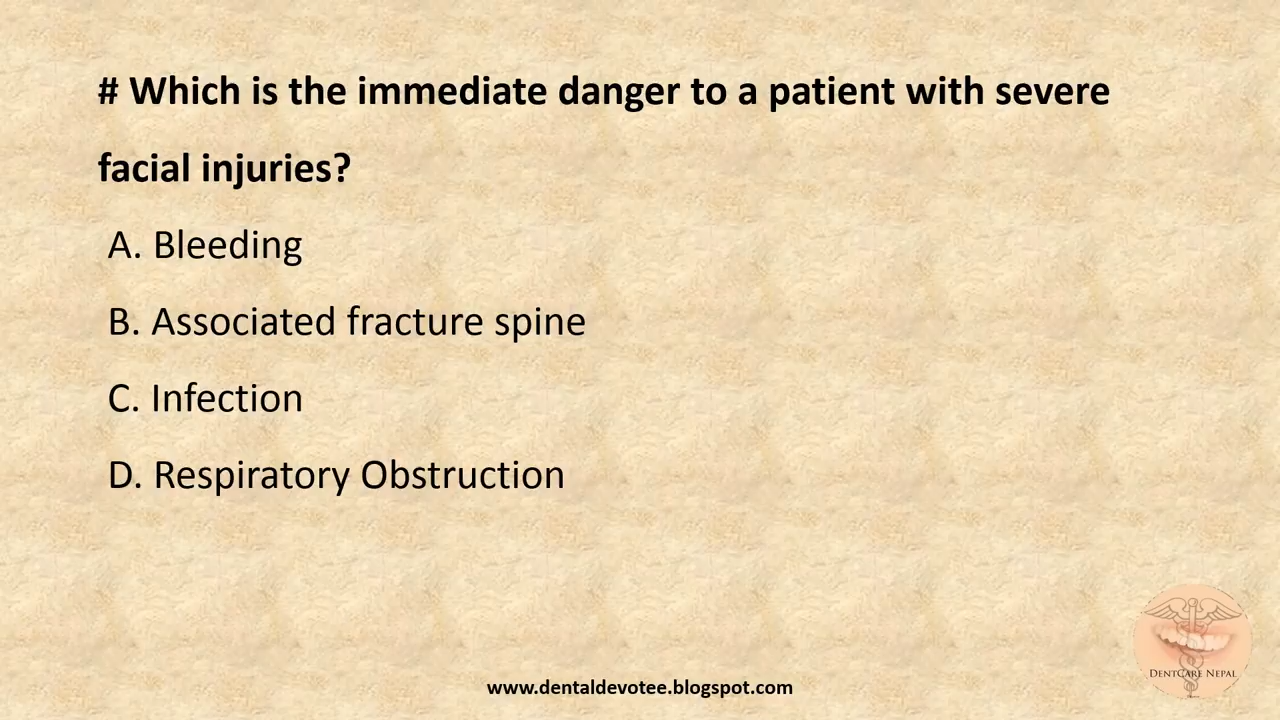 # Which is the immediate danger to a patient with severe
facial injuries?
A. Bleeding
B. Associated fracture spine
C. Infection
D. Respiratory Obstruction
DentCare Nepal
www.dentaldevotee.blogspot.com